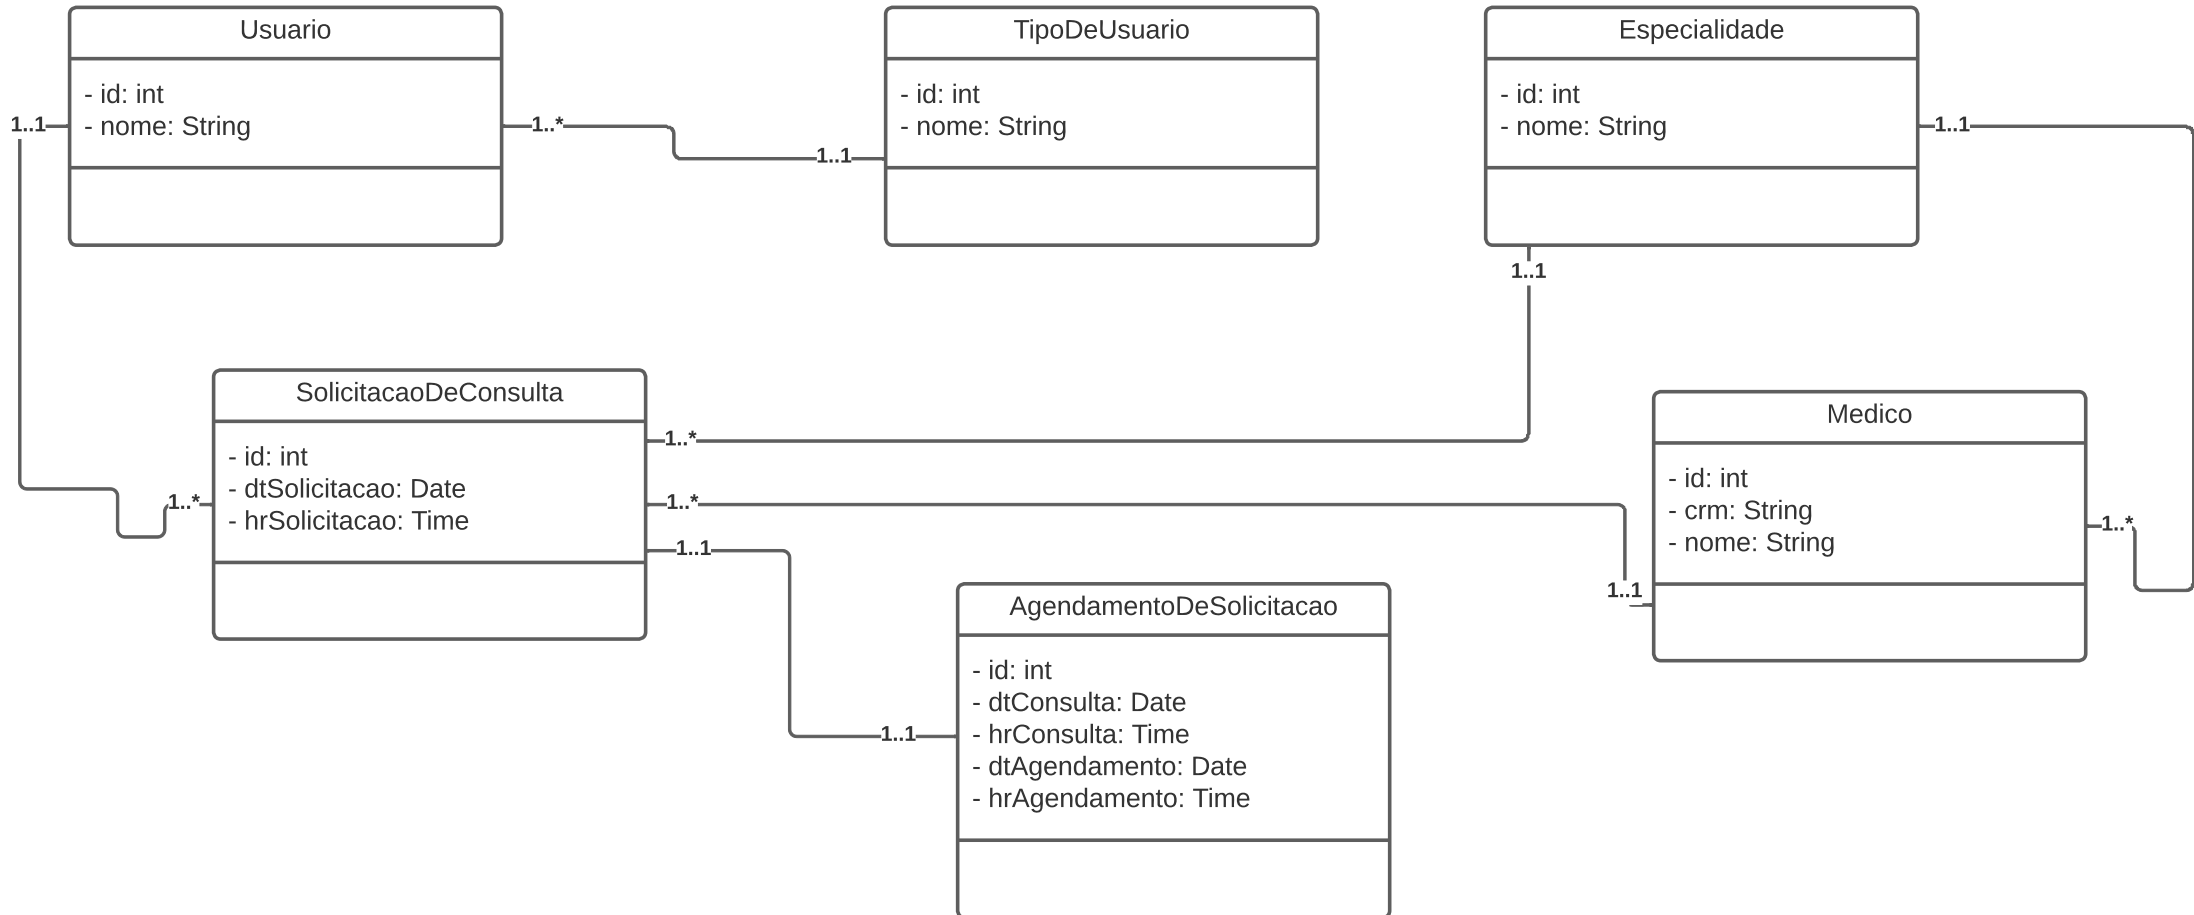 Usuario
- id: int
- nome: String
1..1
1..*
TipoDeUsuario
- id: int
- nome: String
1..1
Especialidade
- id: int
- nome: String
1..1
1..1
SolicitacaoDeConsulta
- id: int
- dtSolicitacao: Date
- hrSolicitacao: Time
1..*
1..*
1..*
1..1
Medico
- id: int
- crm: String
- nome: String
1..*
1..1
AgendamentoDeSolicitacao
- id: int
- dtConsulta: Date
- hrConsulta: Time
- dtAgendamento: Date
- hrAgendamento: Time
1..1